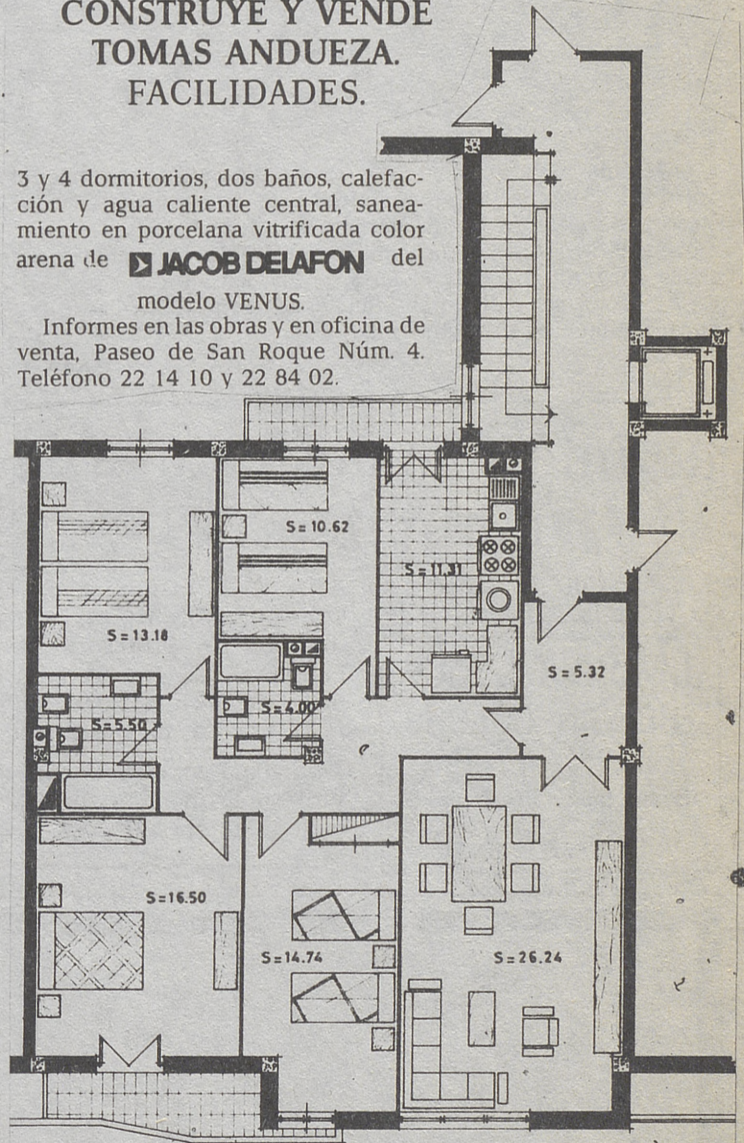 CONSTRUYE Y VENDE
TOMAS ANDUEZA.
FACILIDADES.
3 y 4 dormitorios, dos baños, calefac-
ción y agua caliente central, sanea-
miento en porcelana vitrificada color
arena de JACOB DELAFON del
modelo VENUS.
Informes en las obras y en oficina de
venta, Paseo de San Roque Núm. 4.
Teléfono 22 14 10 y 22 84 02.
S=10.62
S=11.31
S=13.18
S=5.32
S=4.00
S=5.50
S=16.50
S=14.74
S=26.24